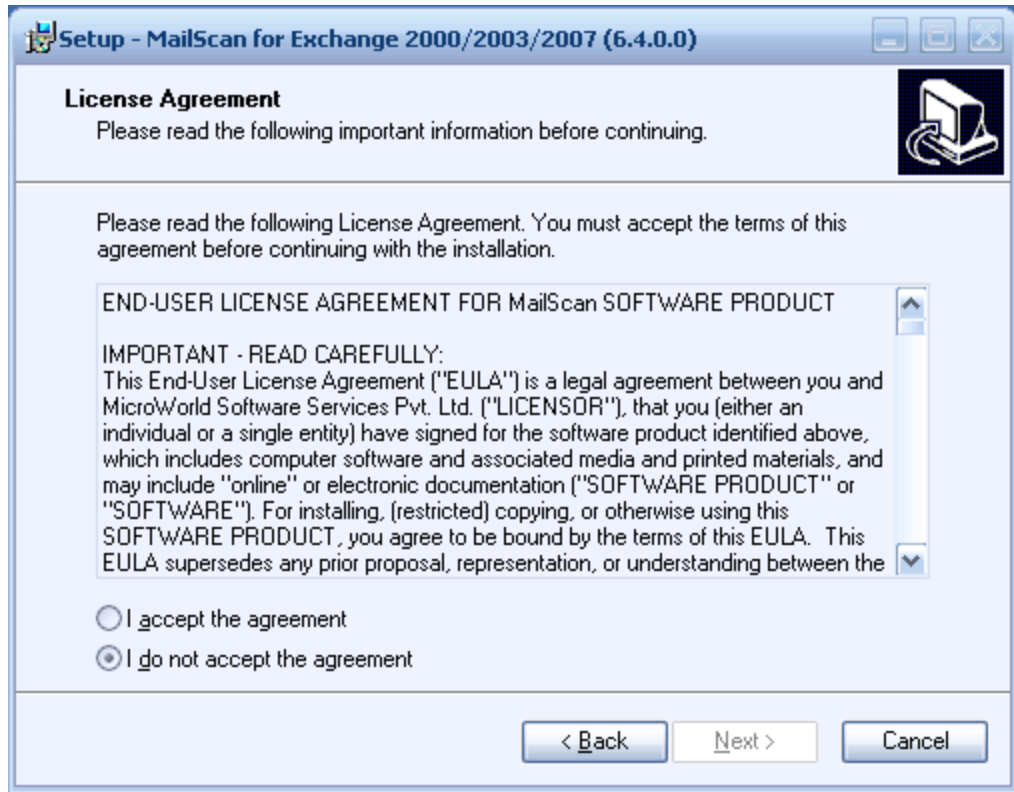 Setup - MailScan for Exchange 2000/2003/2007 (6.4.0.0)
License Agreement
Please read the following important information before continuing.
Please read the following License Agreement. You must accept the terms of this
agreement before continuing with the installation.
END-USER LICENSE AGREEMENT FOR MailScan SOFTWARE PRODUCT
IMPORTANT - READ CAREFULLY:
This End-User License Agreement ("EULA") is a legal agreement between you and
MicroWorld Software Services Pvt. Ltd. ("LICENSOR"), that you (either an
individual or a single entity) have signed for the software product identified above,
which includes computer software and associated media and printed materials, and
may include "online" or electronic documentation ("SOFTWARE PRODUCT" or
"SOFTWARE"). For installing, (restricted) copying, or otherwise using this
SOFTWARE PRODUCT, you agree to be bound by the terms of this EULA.  This
EULA supersedes any prior proposal, representation, or understanding between the
I accept the agreement
I do not accept the agreement
< Back
Next >
Cancel